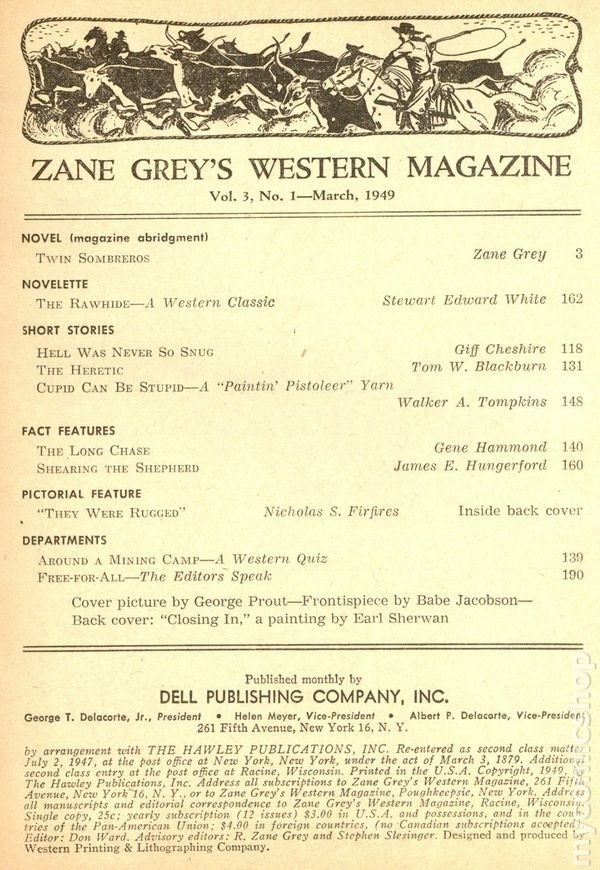 ZANE GREY'S WESTERN MAGAZINE
Vol. 3, No. 1—March, 1949
NOVEL (magazine abridgment)
TWIN SOMBREROS Zane Grey 3
NOVELETTE
THE RAWHIDE—A Western Classic Stewart Edward White 162
SHORT STORIES
HELL WAS NEVER SO SNUG Giff Cheshire 118
THE HERETIC Tom W. Blackburn 131
CUPID CAN BE STUPID—A "Paintin' Pistoleer" Yarn
Walker A. Tompkins 148
FACT FEATURES
THE LONG CHASE Gene Hammond 140
SHEARING THE SHEPHERD James E. Hungerford 160
PICTORIAL FEATURE
"THEY WERE RUGGED" Nicholas S. Firfires Inside back cover
DEPARTMENTS
AROUND A MINING CAMP—A Western Quiz 139
FREE-FOR-ALL—The Editors Speak 190
Cover picture by George Prout—Frontispiece by Babe Jacobson—
Back cover: "Closing In," a painting by Earl Sherwan
Published monthly by
DELL PUBLISHING COMPANY, INC.
George T. Delacorte, Jr., President • Helen Meyer, Vice-President • Albert P. Delacorte, Vice-President
261 Fifth Avenue, New York 16, N. Y.
by arrangement with THE HAWLEY PUBLICATIONS, INC. Re-entered as second class matter
July 2, 1947, at the post office at New York, New York, under the act of March 3, 1879. Additional
second class entry at the post office at Racine, Wisconsin. Printed in the U.S.A. Copyright, 1949, by
The Hawley Publications, Inc. Address all subscriptions to Zane Grey's Western Magazine, 261 Fifth
Avenue, New York 16, N. Y., or to Zane Grey's Western Magazine, Poughkeepsie, New York. Address
all manuscripts and editorial correspondence to Zane Grey's Western Magazine, Racine, Wisconsin.
Single copy, 25c; yearly subscription (12 issues) $3.00 in U.S.A. and possessions, and in the coun-
tries of the Pan-American Union; $4.00 in foreign countries, (no Canadian subscriptions accepted).
Editor: Don Ward. Advisory editors: R. Zane Grey and Stephen Slesinger. Designed and produced by
Western Printing & Lithographing Company.
mycomicshop